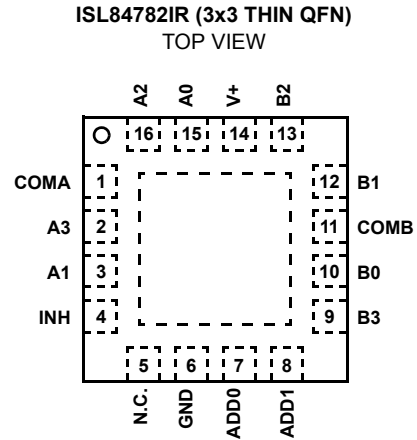 ISL84782IR (3x3 THIN QFN)
TOP VIEW
A2 A0 V+ B2
16 15 14 13
COMA 1 12 B1
A3 2 11 COMB
A1 3 10 B0
INH 4 9 B3
5 6 7 8
N.C. GND ADD0 ADD1